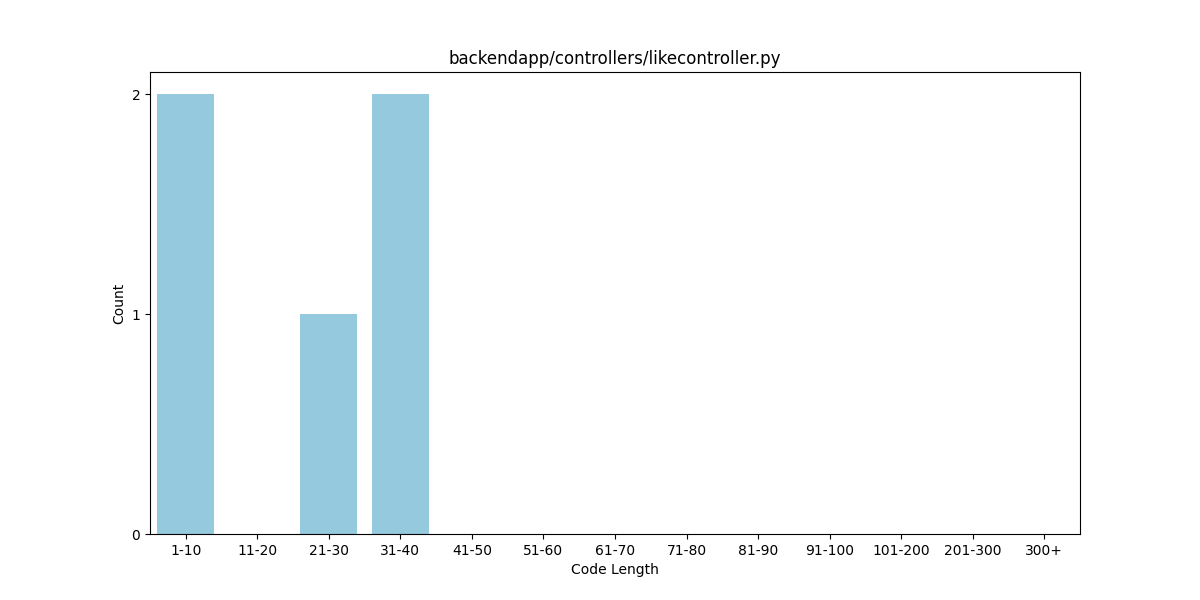 backendapp/controllers/likecontroller.py
2
1
0
Count
1-10 11-20 21-30 31-40 41-50 51-60 61-70 71-80 81-90 91-100 101-200 201-300 300+
Code Length